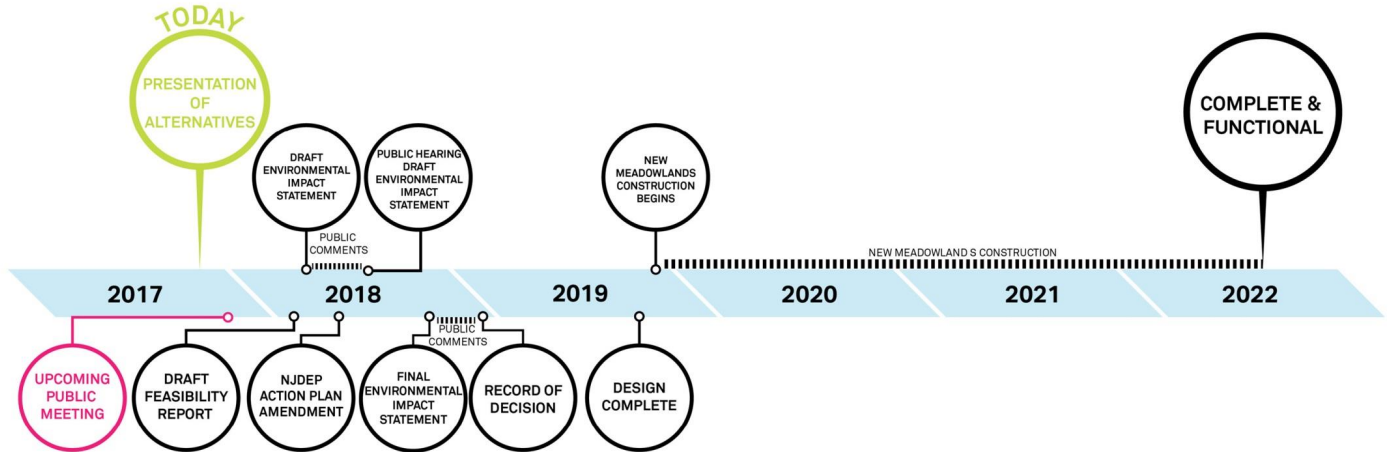 TODAY
PRESENTATION
OF
ALTERNATIVES
COMPLETE &
FUNCTIONAL
DRAFT
ENVIRONMENTAL
IMPACT
STATEMENT
PUBLIC HEARING
DRAFT
ENVIRONMENTAL
IMPACT
STATEMENT
NEW
MEADOWLANDS
CONSTRUCTION
BEGINS
PUBLIC
COMMENTS
NEW MEADOWLAND S CONSTRUCTION
2017
2018
2019
2020
2021
2022
PUBLIC
COMMENTS
UPCOMING
PUBLIC
MEETING
DRAFT
FEASIBILITY
REPORT
NJDEP
ACTION PLAN
AMENDMENT
FINAL
ENVIRONMENTAL
IMPACT
STATEMENT
RECORD OF
DECISION
DESIGN
COMPLETE